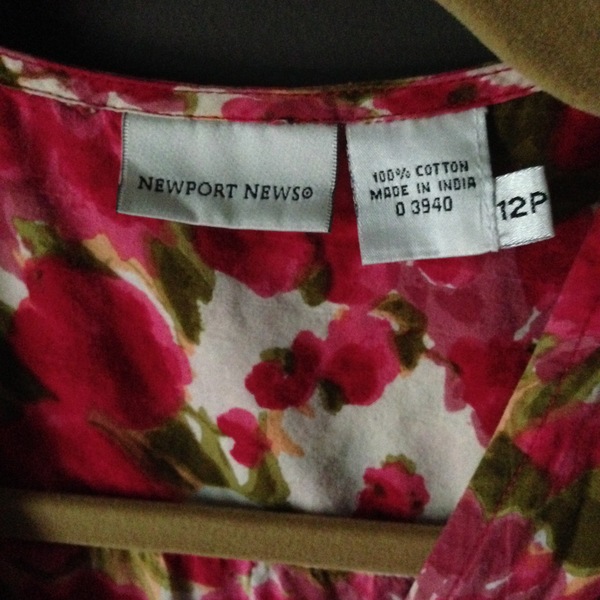 NEWPORT NEWS®
100% COTTON
MADE IN INDIA
0 3940
12P